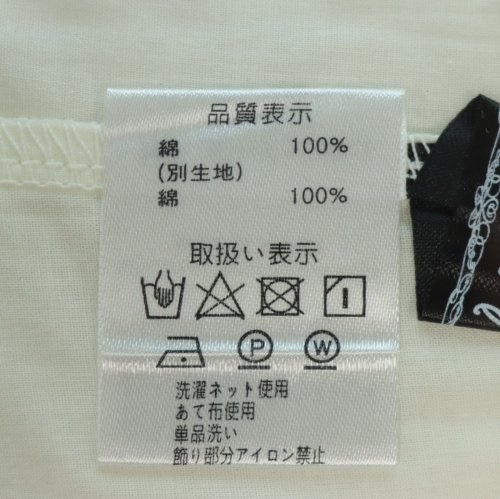 品質表示
綿 100%
(別生地)
綿 100%
取扱い表示
P W
洗濯ネット使用
あて布使用
単品洗い
飾り部分アイロン禁止